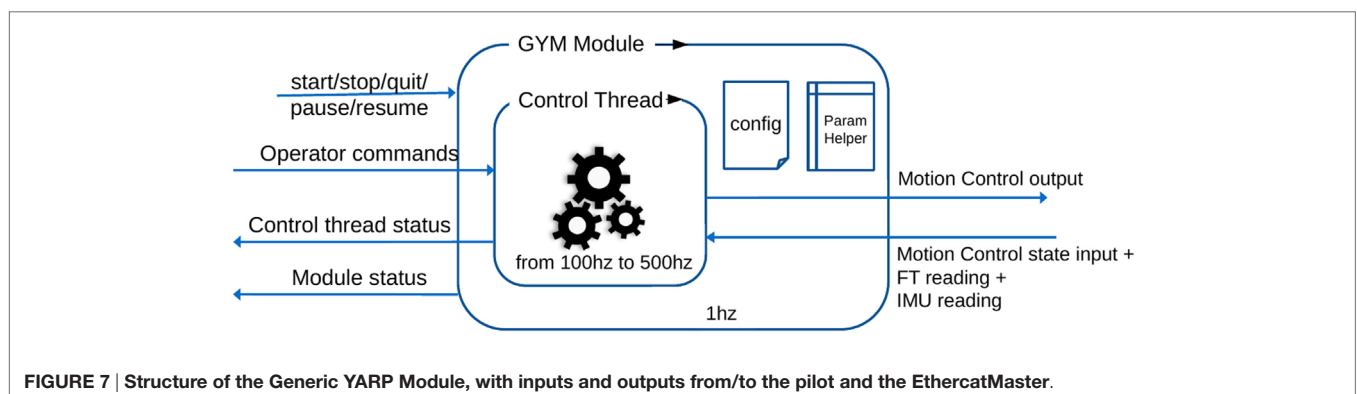 GYM Module
start/stop/quit/
pause/resume
Control Thread
config
Param
Helper
Operator commands
Motion Control output
Control thread status
from 100hz to 500hz
Motion Control state input +
FT reading +
IMU reading
Module status
1hz
FIGURE 7 | Structure of the Generic YARP Module, with inputs and outputs from/to the pilot and the EthercatMaster.